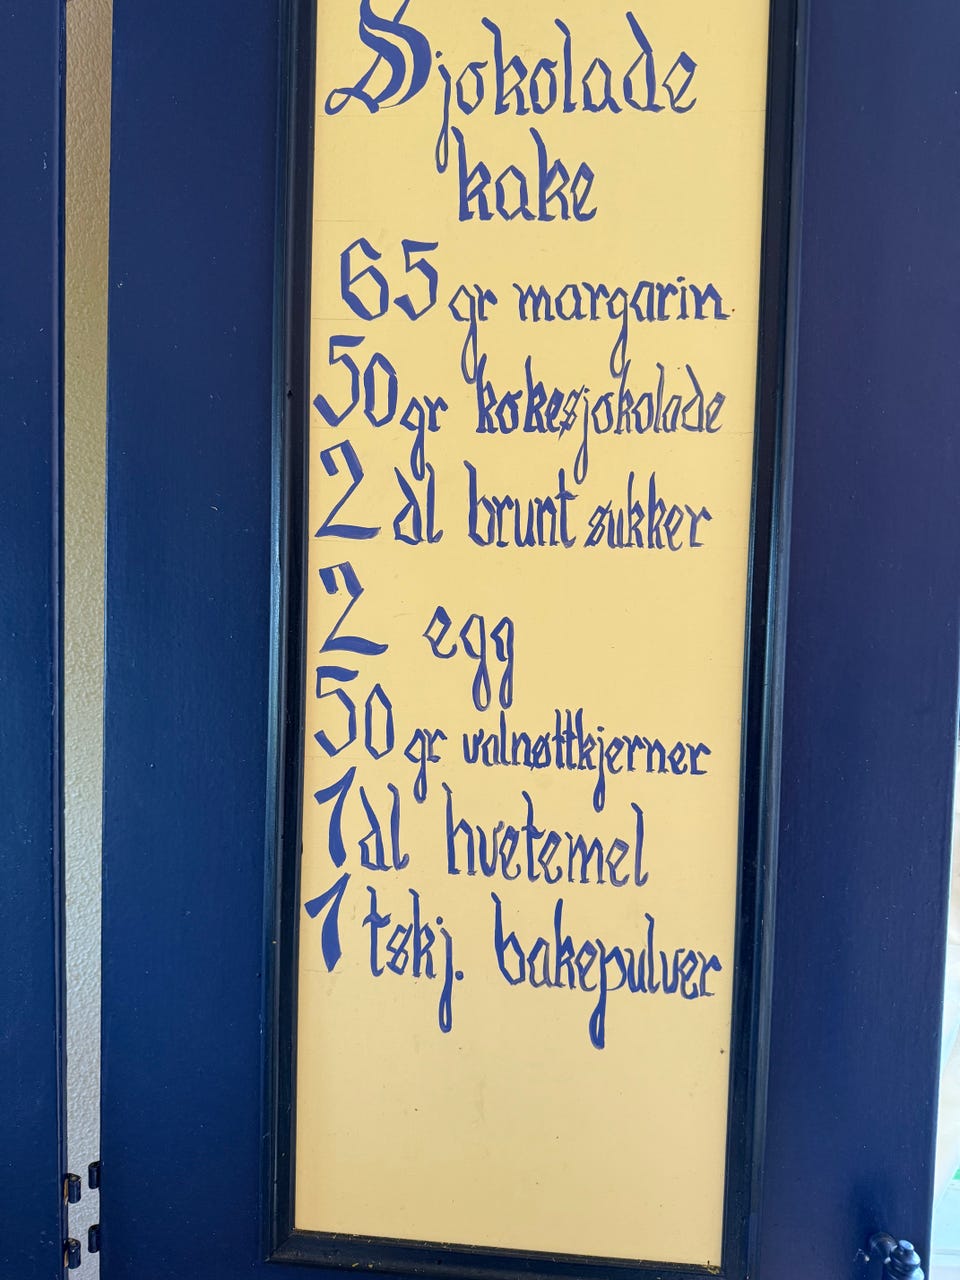 Sjokolade
kake
65 gr margarin
50 gr kokesjokolade
2 dl brunt sukker
2 egg
50 gr valnøttkjerner
1 dl hvetemel
1 tskj. bakepulver